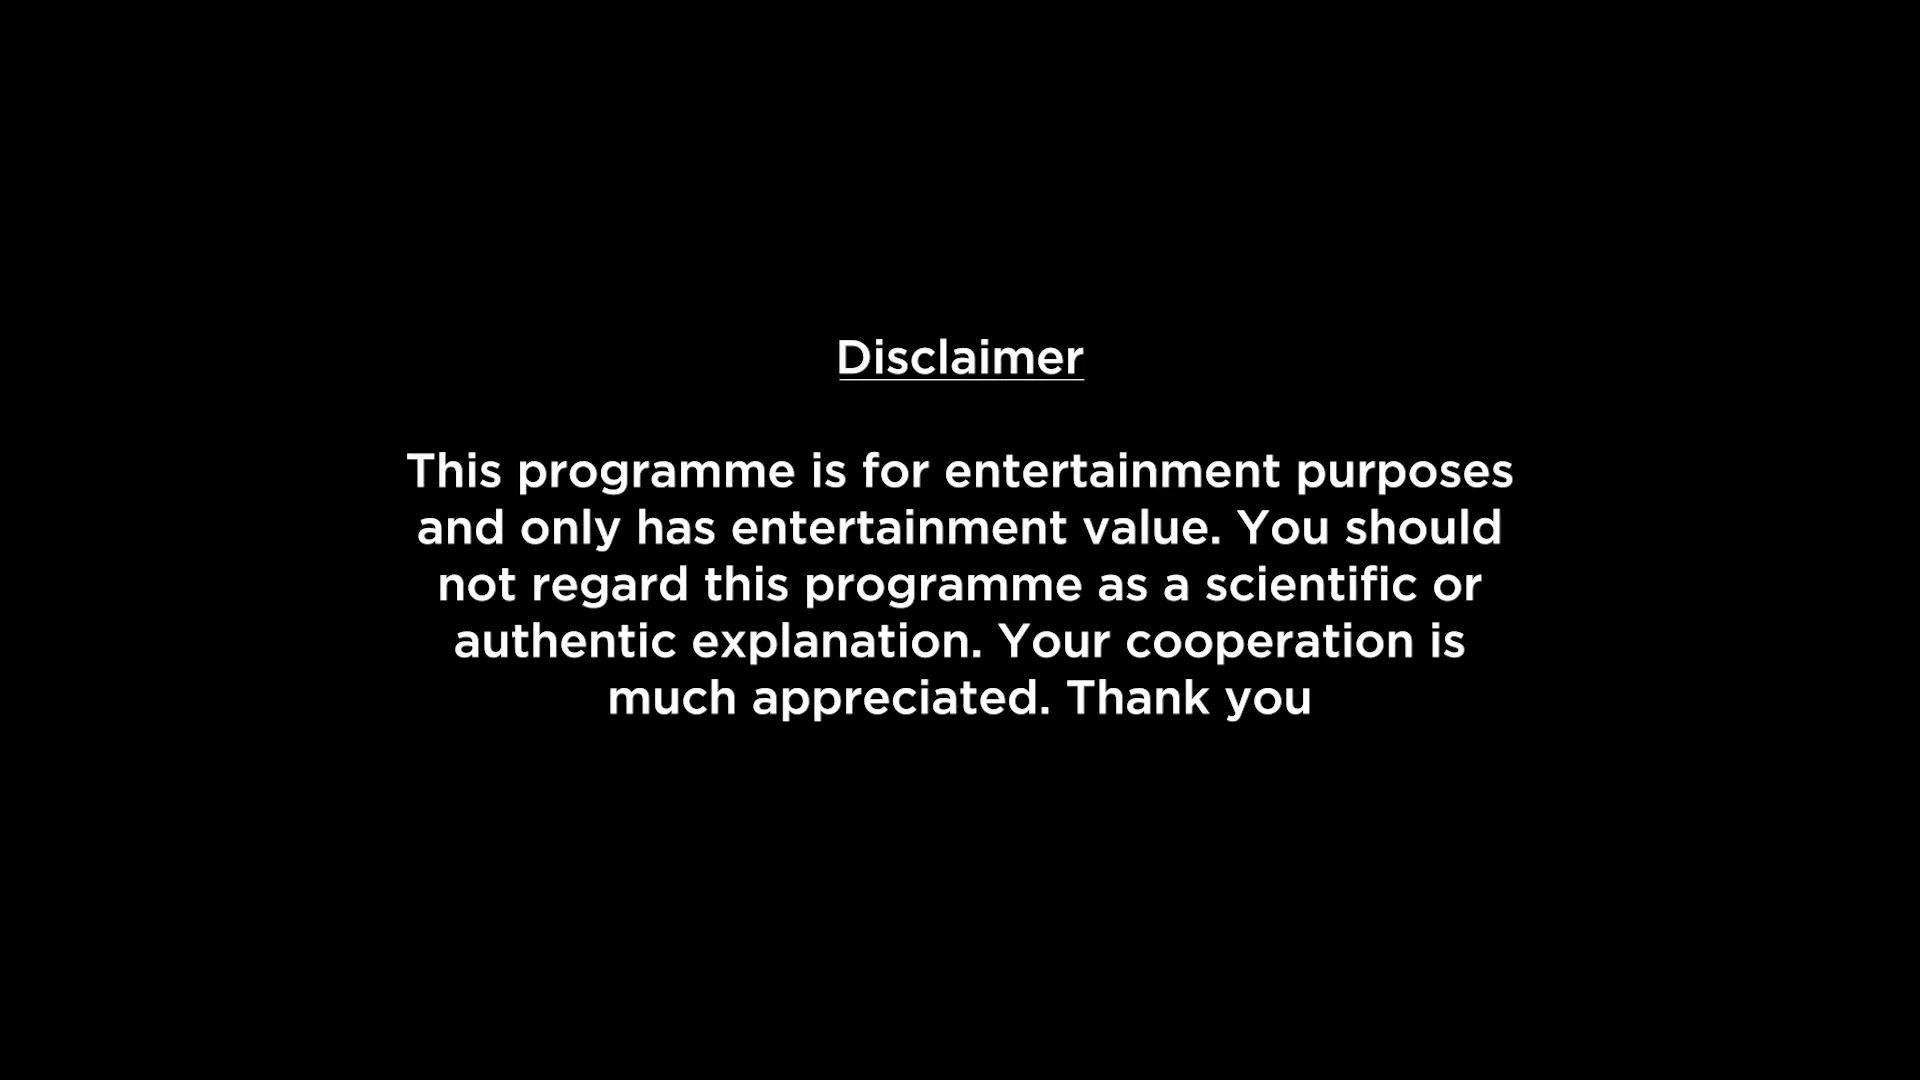 Disclaimer
This programme is for entertainment purposes
and only has entertainment value. You should
not regard this programme as a scientific or
authentic explanation. Your cooperation is
much appreciated. Thank you